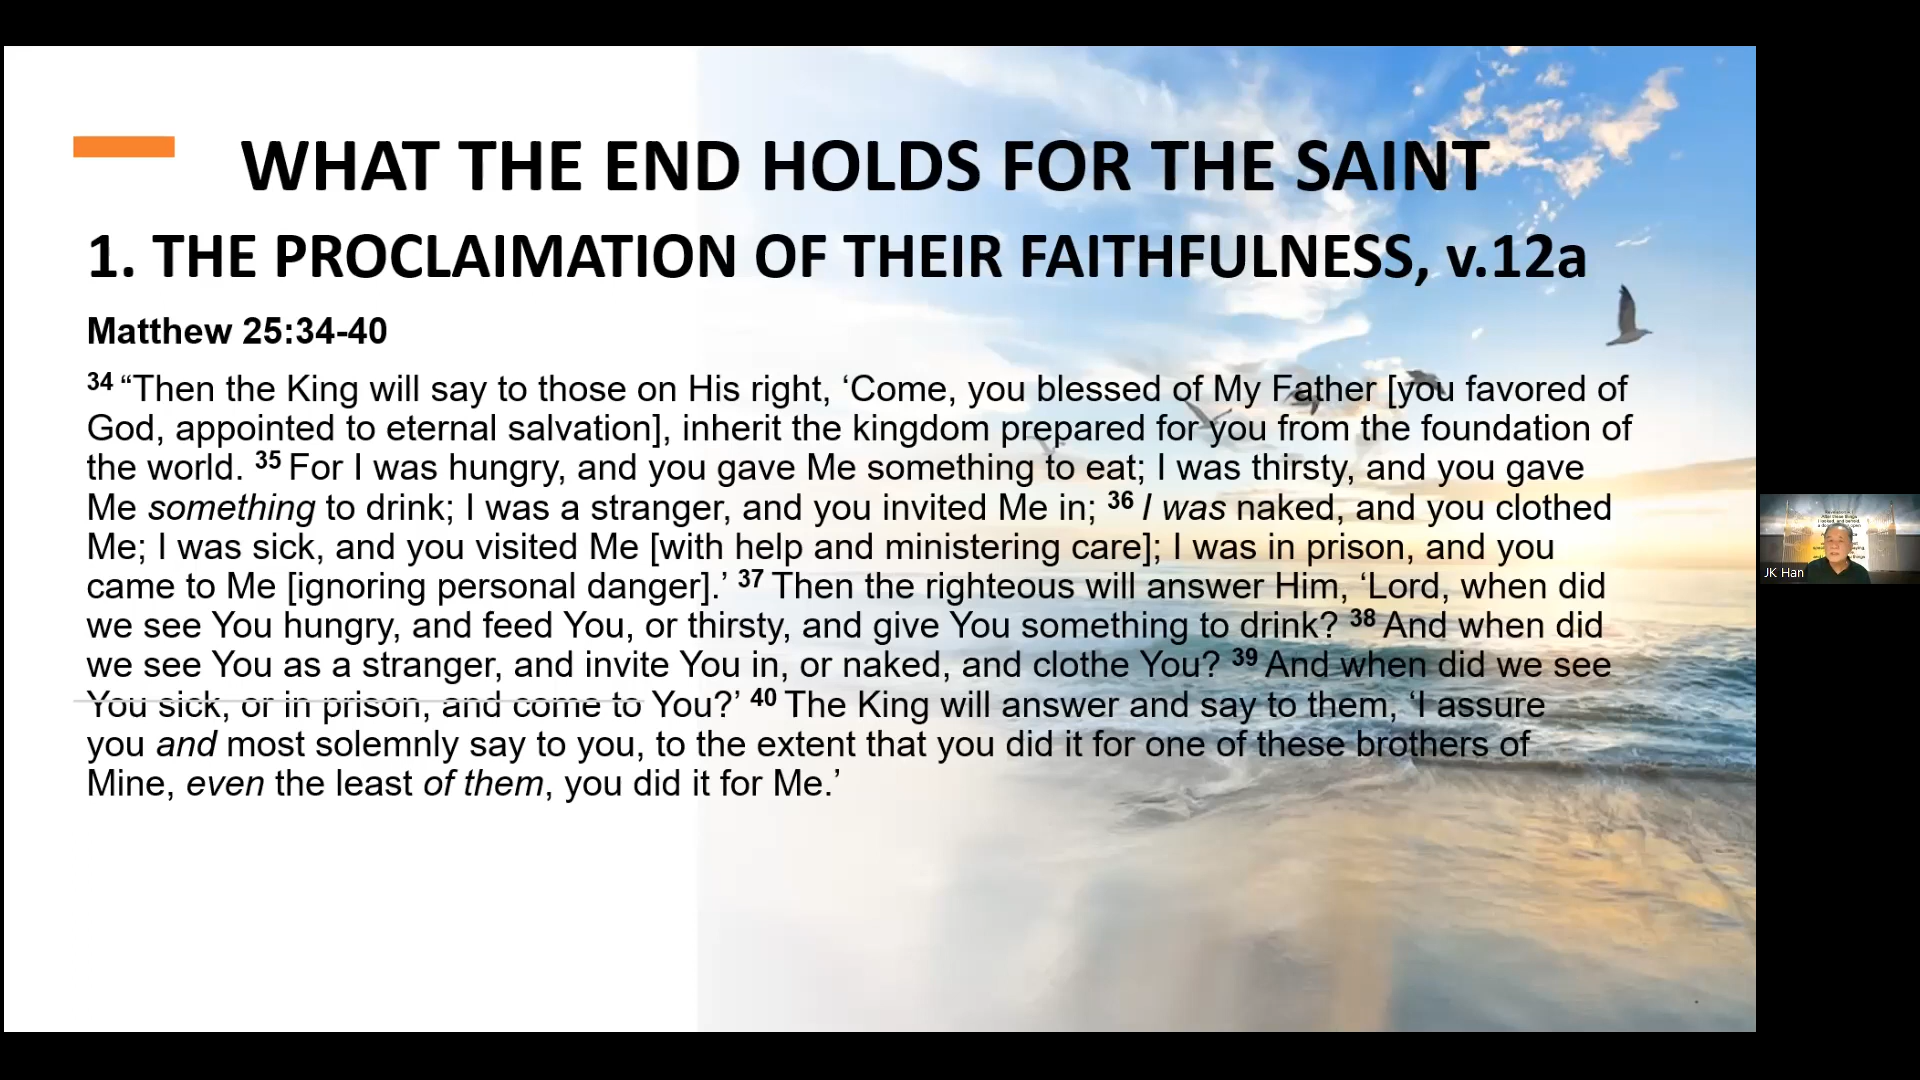 WHAT THE END HOLDS FOR THE SAINT
1. THE PROCLAIMATION OF THEIR FAITHFULNESS, v.12a
Matthew 25:34-40
34 “Then the King will say to those on His right, ‘Come, you blessed of My Father [you favored of
God, appointed to eternal salvation], inherit the kingdom prepared for you from the foundation of
the world. 35 For I was hungry, and you gave Me something to eat; I was thirsty, and you gave
Me something to drink; I was a stranger, and you invited Me in; 36 I was naked, and you clothed
Me; I was sick, and you visited Me [with help and ministering care]; I was in prison, and you
came to Me [ignoring personal danger].’ 37 Then the righteous will answer Him, ‘Lord, when did
we see You hungry, and feed You, or thirsty, and give You something to drink? 38 And when did
we see You as a stranger, and invite You in, or naked, and clothe You? 39 And when did we see
You sick, or in prison, and come to You?’ 40 The King will answer and say to them, ‘I assure
you and most solemnly say to you, to the extent that you did it for one of these brothers of
Mine, even the least of them, you did it for Me.’
JK Han